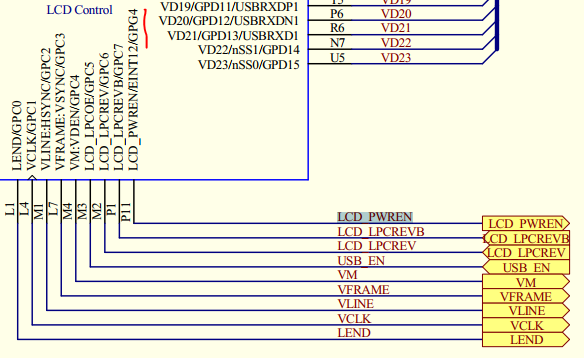 LCD Control
VD19/GPD11/USBRXDP1
VD20/GPD12/USBRXDN1
VD21/GPD13/USBRXD1
VD22/nSS1/GPD14
VD23/nSS0/GPD15
VD19
P6 VD20
R6 VD21
N7 VD22
U5 VD23
LEND/GPC0
VCLK/GPC1
VLINE:HSYNC/GPC2
VFRAME:VSYNC/GPC3
VM:VDEN/GPC4
LCD_LPCOE/GPC5
LCD_LPCREV/GPC6
LCD_LPCREVB/GPC7
LCD_PWREN/EINT12/GPG4
L1
L4
M1
L7
M4
M3
M2
P1
P11
LCD_PWREN LCD_PWREN
LCD_LPCREVB LCD_LPCREVB
LCD_LPCREV LCD_LPCREV
USB_EN USB_EN
VM VM
VFRAME VFRAME
VLINE VLINE
VCLK VCLK
LEND LEND